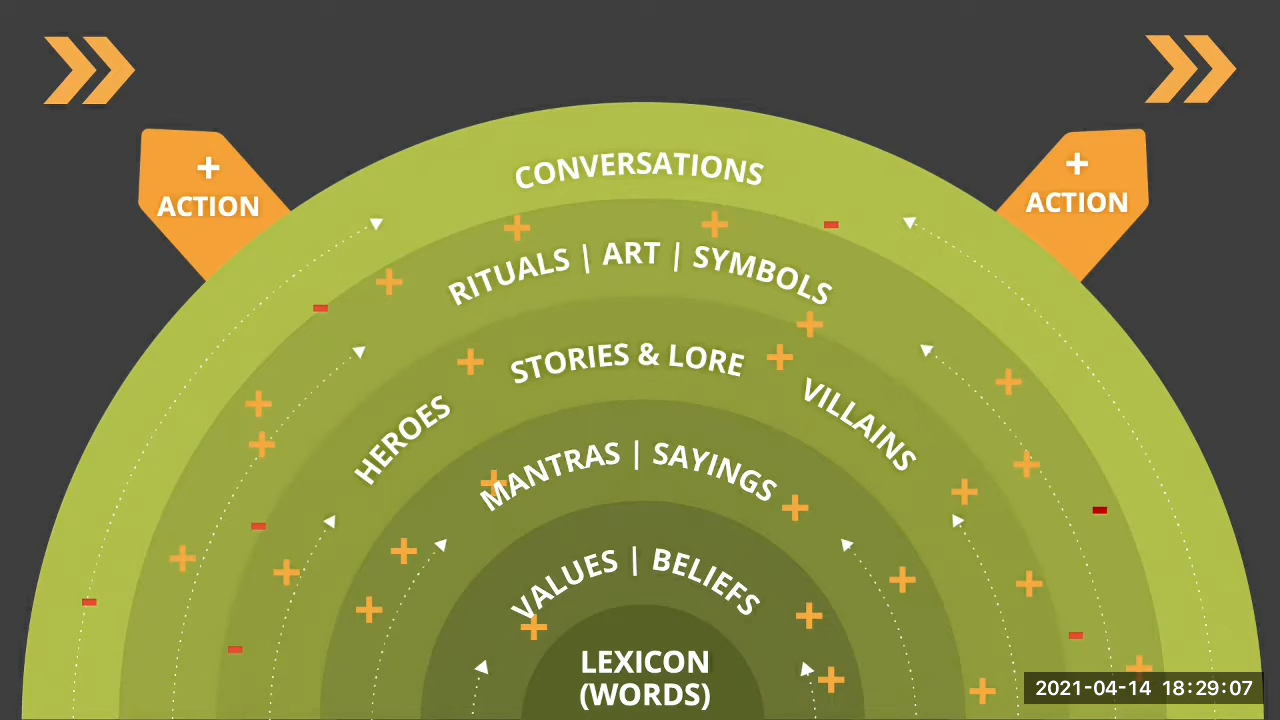 +
ACTION
+
ACTION
CONVERSATIONS
RITUALS | ART | SYMBOLS
STORIES & LORE
HEROES
VILLAINS
MANTRAS | SAYINGS
VALUES | BELIEFS
LEXICON
(WORDS)
2021-04-14 18:29:07